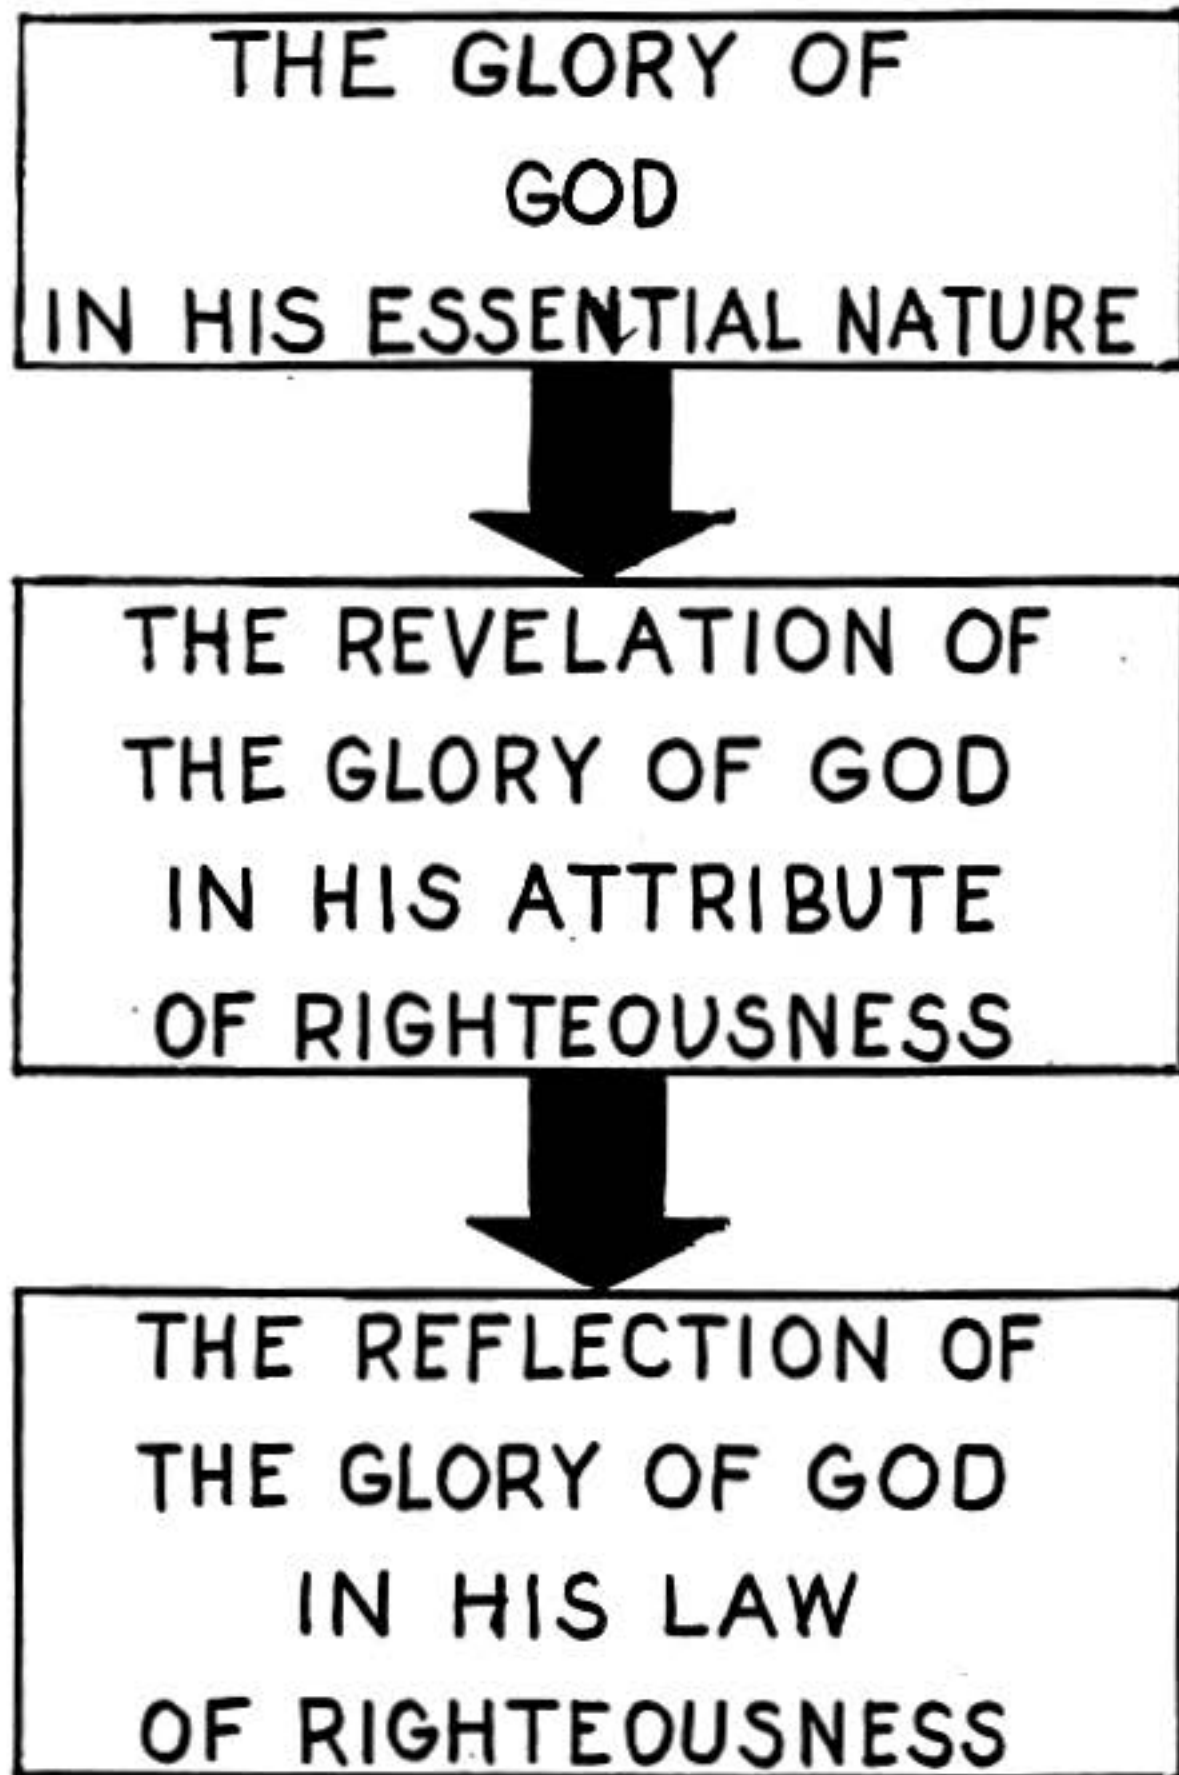 THE GLORY OF
GOD
IN HIS ESSENTIAL NATURE
THE REVELATION OF
THE GLORY OF GOD
IN HIS ATTRIBUTE
OF RIGHTEOUSNESS
THE REFLECTION OF
THE GLORY OF GOD
IN HIS LAW
OF RIGHTEOUSNESS